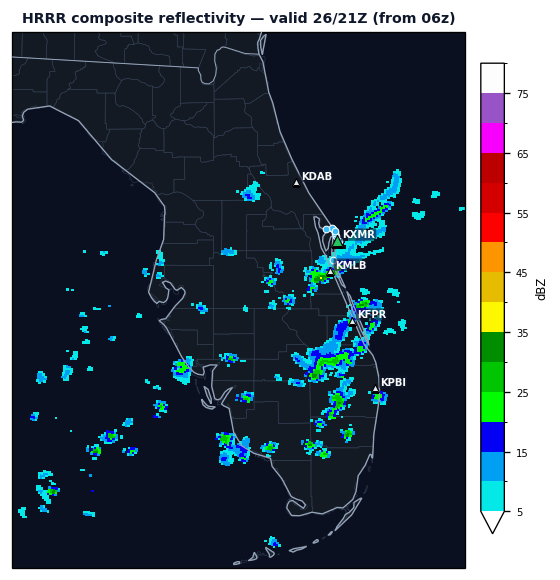 HRRR composite reflectivity — valid 26/21Z (from 06z)
KDAB
KXMR
KMLB
KFPR
KPBI
75
65
55
45
35
25
15
5
dBZ